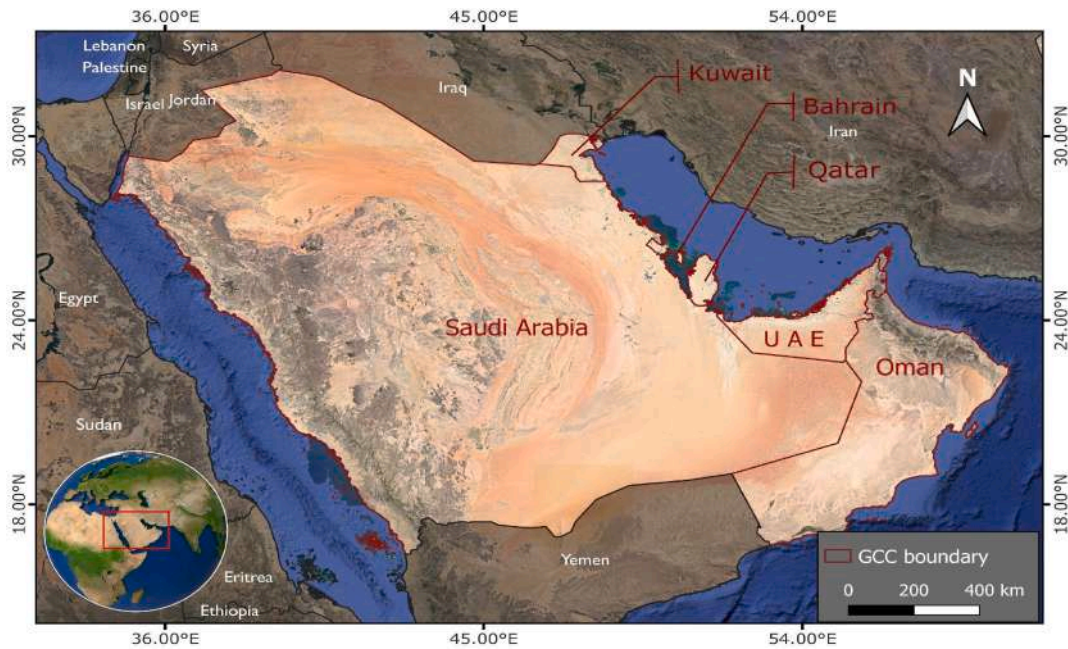 36.00°E
45.00°E
54.00°E
Lebanon
Syria
Palestine
Israel
Jordan
Iraq
Kuwait
Bahrain
Iran
Qatar
N
30.00°N
30.00°N
Egypt
24.00°N
24.00°N
Saudi Arabia
U A E
Oman
Sudan
18.00°N
18.00°N
Yemen
Eritrea
Ethiopia
GCC boundary
0 200 400 km
36.00°E
45.00°E
54.00°E